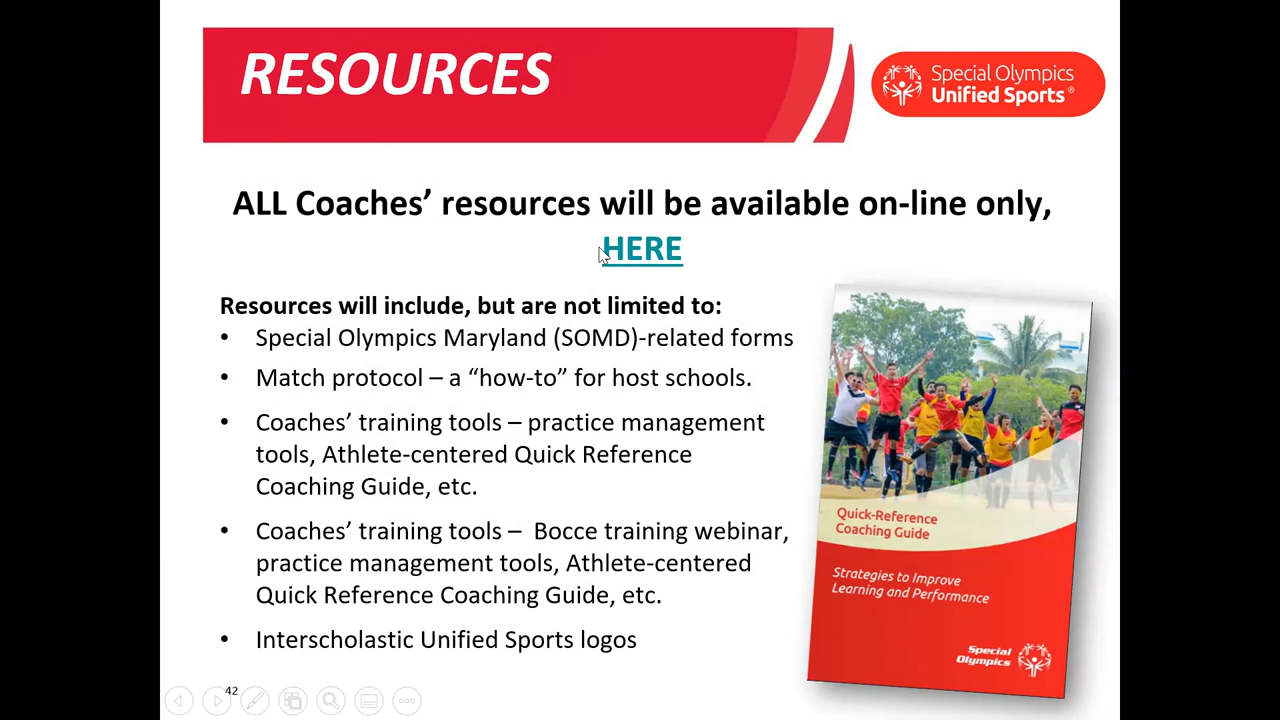 RESOURCES
Special Olympics
Unified Sports®
ALL Coaches’ resources will be available on-line only,
HERE
Resources will include, but are not limited to:
• Special Olympics Maryland (SOMD)-related forms
• Match protocol – a “how-to” for host schools.
• Coaches’ training tools – practice management
tools, Athlete-centered Quick Reference
Coaching Guide, etc.
• Coaches’ training tools – Bocce training webinar,
practice management tools, Athlete-centered
Quick Reference Coaching Guide, etc.
• Interscholastic Unified Sports logos
Quick-Reference
Coaching Guide
Strategies to Improve
Learning and Performance
Special
Olympics
42